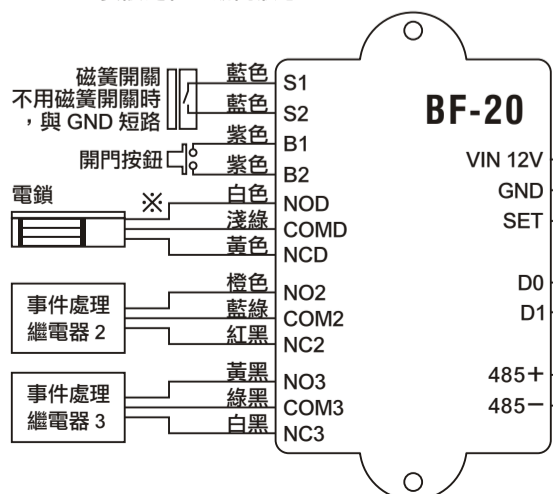 磁簧開關
不用磁簧開關時
，與 GND 短路
開門按鈕
電鎖
※
事件處理
繼電器 2
事件處理
繼電器 3
藍色 S1
藍色 S2
紫色 B1
紫色 B2
白色 NOD
淺綠 COMD
黃色 NCD
橙色 NO2
藍綠 COM2
紅黑 NC2
黃黑 NO3
綠黑 COM3
白黑 NC3
BF-20
VIN 12V
GND
SET
D0
D1
485+
485−